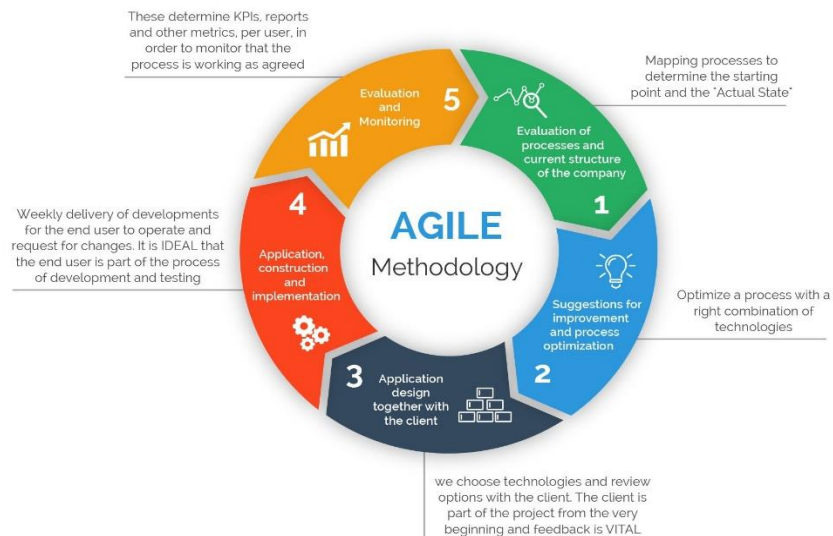 These determine KPIs, reports
and other metrics, per user, in
order to monitor that the
process is working as agreed
Mapping processes to
determine the starting
point and the "Actual State"
Evaluation
and
Monitoring
5
Evaluation of
processes and
current structure
of the company
1
AGILE
Methodology
4
Application,
construction
and
implementation
Weekly delivery of developments
for the end user to operate and
request for changes. It is IDEAL that
the end user is part of the process
of development and testing
Suggestions for
improvement
and process
optimization
2
Optimize a process with a
right combination of
technologies
3
Application
design
together with
the client
we choose technologies and review
options with the client. The client is
part of the project from the very
beginning and feedback is VITAL